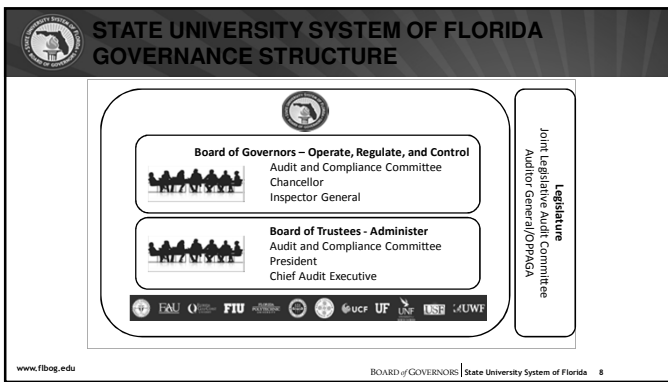 STATE UNIVERSITY SYSTEM OF FLORIDA
GOVERNANCE STRUCTURE
Board of Governors – Operate, Regulate, and Control
Audit and Compliance Committee
Chancellor
Inspector General
Board of Trustees - Administer
Audit and Compliance Committee
President
Chief Audit Executive
FAU
FIU
UCF
UF
UNF
USF
UWF
Legislature
Joint Legislative Audit Committee
Auditor General/OPPAGA
www.flbog.edu
BOARD of GOVERNORS State University System of Florida 8